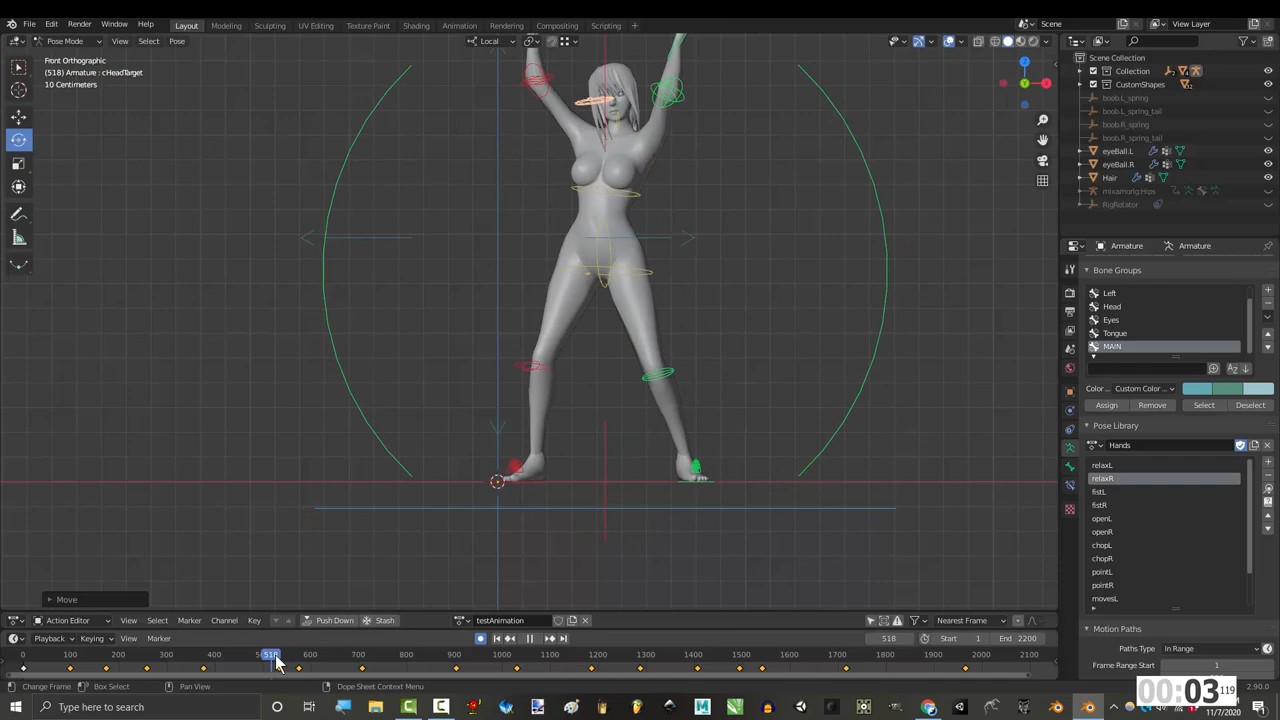 File Edit Render Window Help Layout Modeling Sculpting UV Editing Texture Paint Shading Animation Rendering Compositing Scripting + Scene View Layer
Pose Mode View Select Pose Local
Front Orthographic
(518) Armature : cHeadTarget
10 Centimeters
Scene Collection
Collection
CustomShapes
boob.L_spring
boob.L_spring_tail
boob.R_spring
boob.R_spring_tail
eyeBall.L
eyeBall.R
Hair
mixamorig:Hips
RigRotator
Armature Armature
Bone Groups
Left
Head
Eyes
Tongue
MAIN
Color ... Custom Color ...
Assign Remove Select Deselect
Pose Library
Hands
relaxL
relaxR
fistL
fistR
openL
openR
chopL
chopR
pointL
pointR
movesL
Motion Paths
Paths Type In Range
Frame Range Start 1
Move
Action Editor View Select Marker Channel Key Push Down Stash testAnimation Nearest Frame
Playback Keying View Marker 518 Start 1 End 2200
0 100 200 300 400 518 600 700 800 900 1000 1100 1200 1300 1400 1500 1600 1700 1800 1900 2000 2100
Change Frame Box Select Pan View Dope Sheet Context Menu 2.90.0
00:03 119
Type here to search
11/7/2020